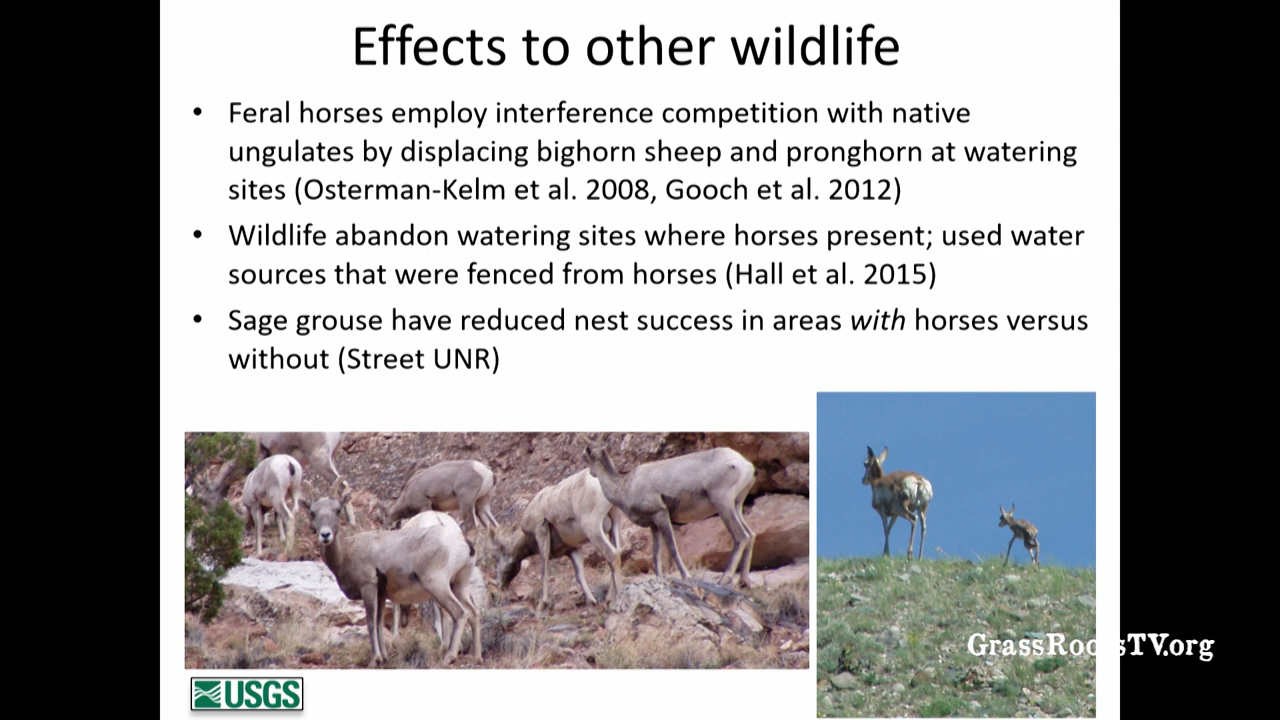 Effects to other wildlife
• Feral horses employ interference competition with native
ungulates by displacing bighorn sheep and pronghorn at watering
sites (Osterman-Kelm et al. 2008, Gooch et al. 2012)
• Wildlife abandon watering sites where horses present; used water
sources that were fenced from horses (Hall et al. 2015)
• Sage grouse have reduced nest success in areas with horses versus
without (Street UNR)
GrassRootsTV.org
USGS